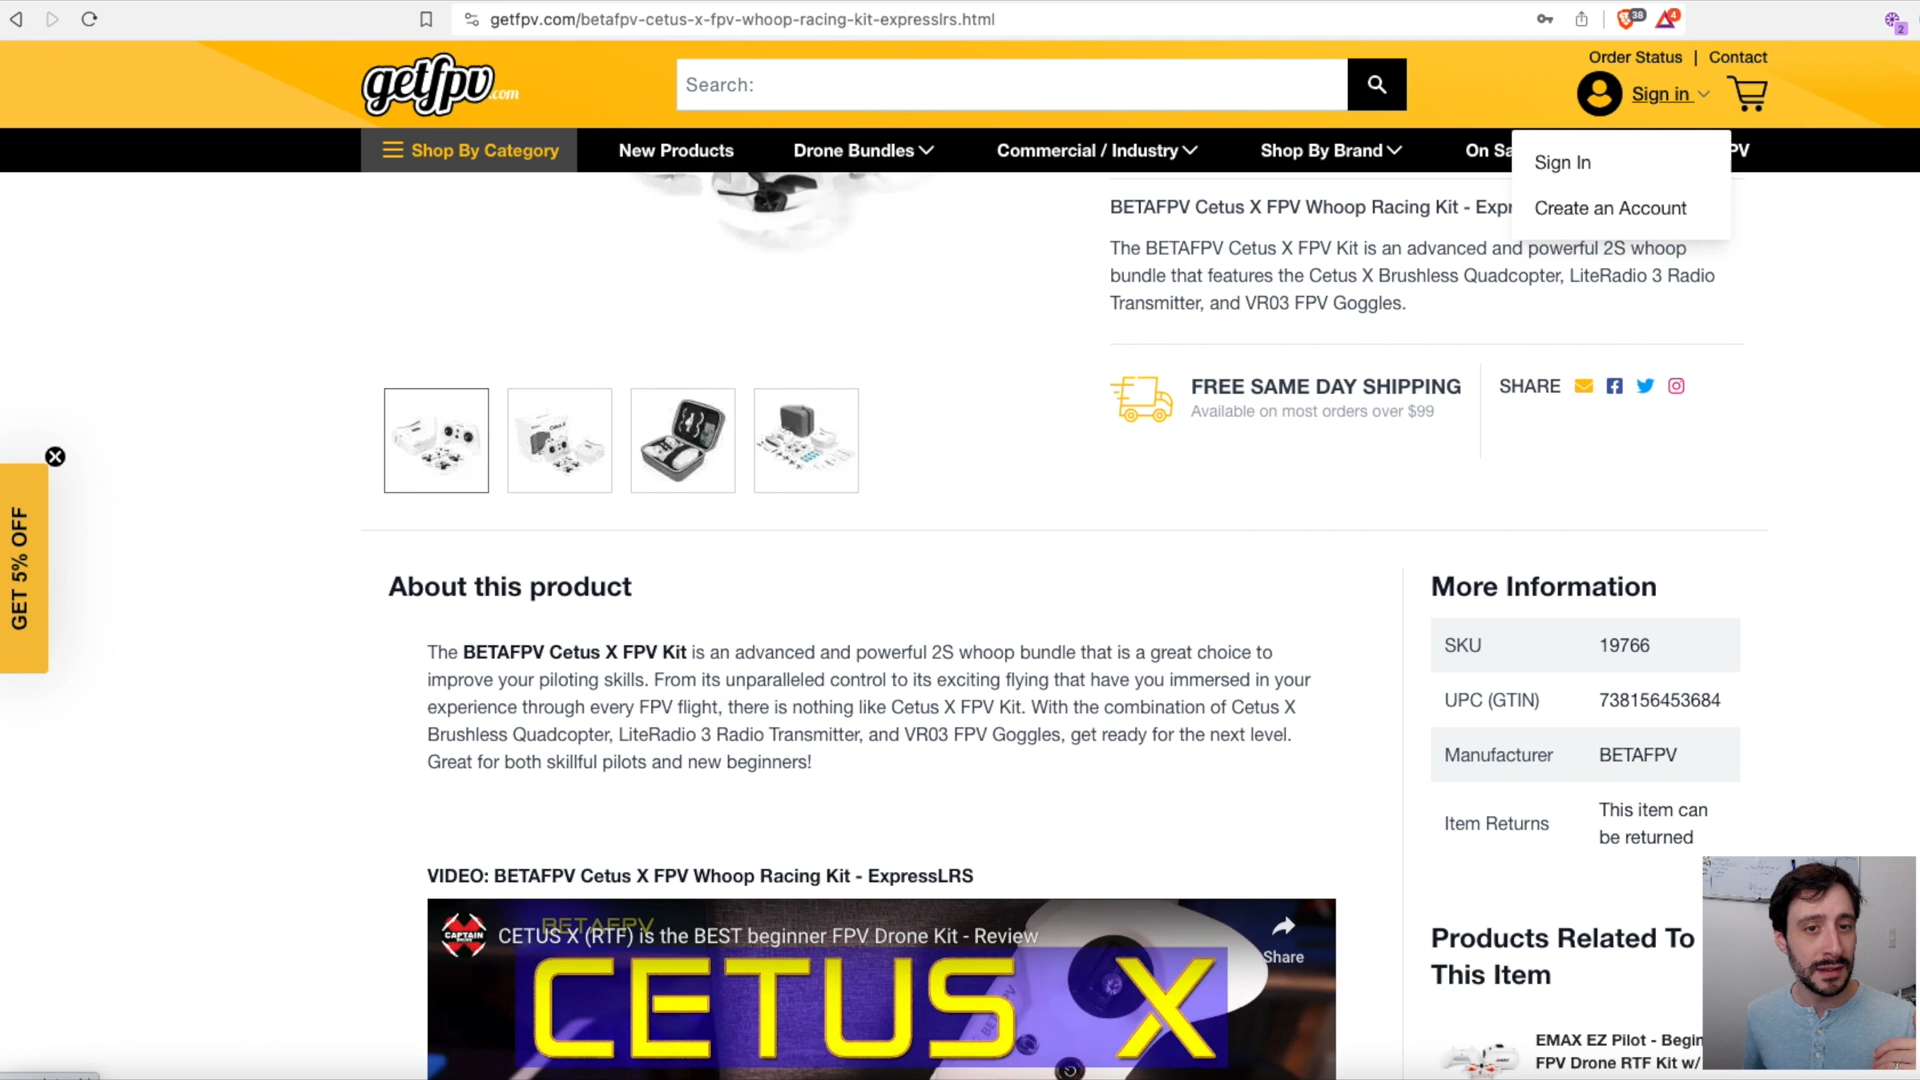 getfpv.com/betafpv-cetus-x-fpv-whoop-racing-kit-expresslrs.html
38
4
2
getfpv.com
Search:
Order Status | Contact
Sign in
Shop By Category
New Products
Drone Bundles
Commercial / Industry
Shop By Brand
On Sa
PV
Sign In
Create an Account
BETAFPV Cetus X FPV Whoop Racing Kit - Expr
The BETAFPV Cetus X FPV Kit is an advanced and powerful 2S whoop
bundle that features the Cetus X Brushless Quadcopter, LiteRadio 3 Radio
Transmitter, and VR03 FPV Goggles.
FREE SAME DAY SHIPPING
Available on most orders over $99
SHARE
GET 5% OFF
About this product
The BETAFPV Cetus X FPV Kit is an advanced and powerful 2S whoop bundle that is a great choice to
improve your piloting skills. From its unparalleled control to its exciting flying that have you immersed in your
experience through every FPV flight, there is nothing like Cetus X FPV Kit. With the combination of Cetus X
Brushless Quadcopter, LiteRadio 3 Radio Transmitter, and VR03 FPV Goggles, get ready for the next level.
Great for both skillful pilots and new beginners!
VIDEO: BETAFPV Cetus X FPV Whoop Racing Kit - ExpressLRS
BETAFPV
CAPTAIN
CETUS X (RTF) is the BEST beginner FPV Drone Kit - Review
Share
CETUS X
BETAFPV
More Information
SKU 19766
UPC (GTIN) 738156453684
Manufacturer BETAFPV
Item Returns This item can
be returned
Products Related To
This Item
EMAX EZ Pilot - Begin
FPV Drone RTF Kit w/